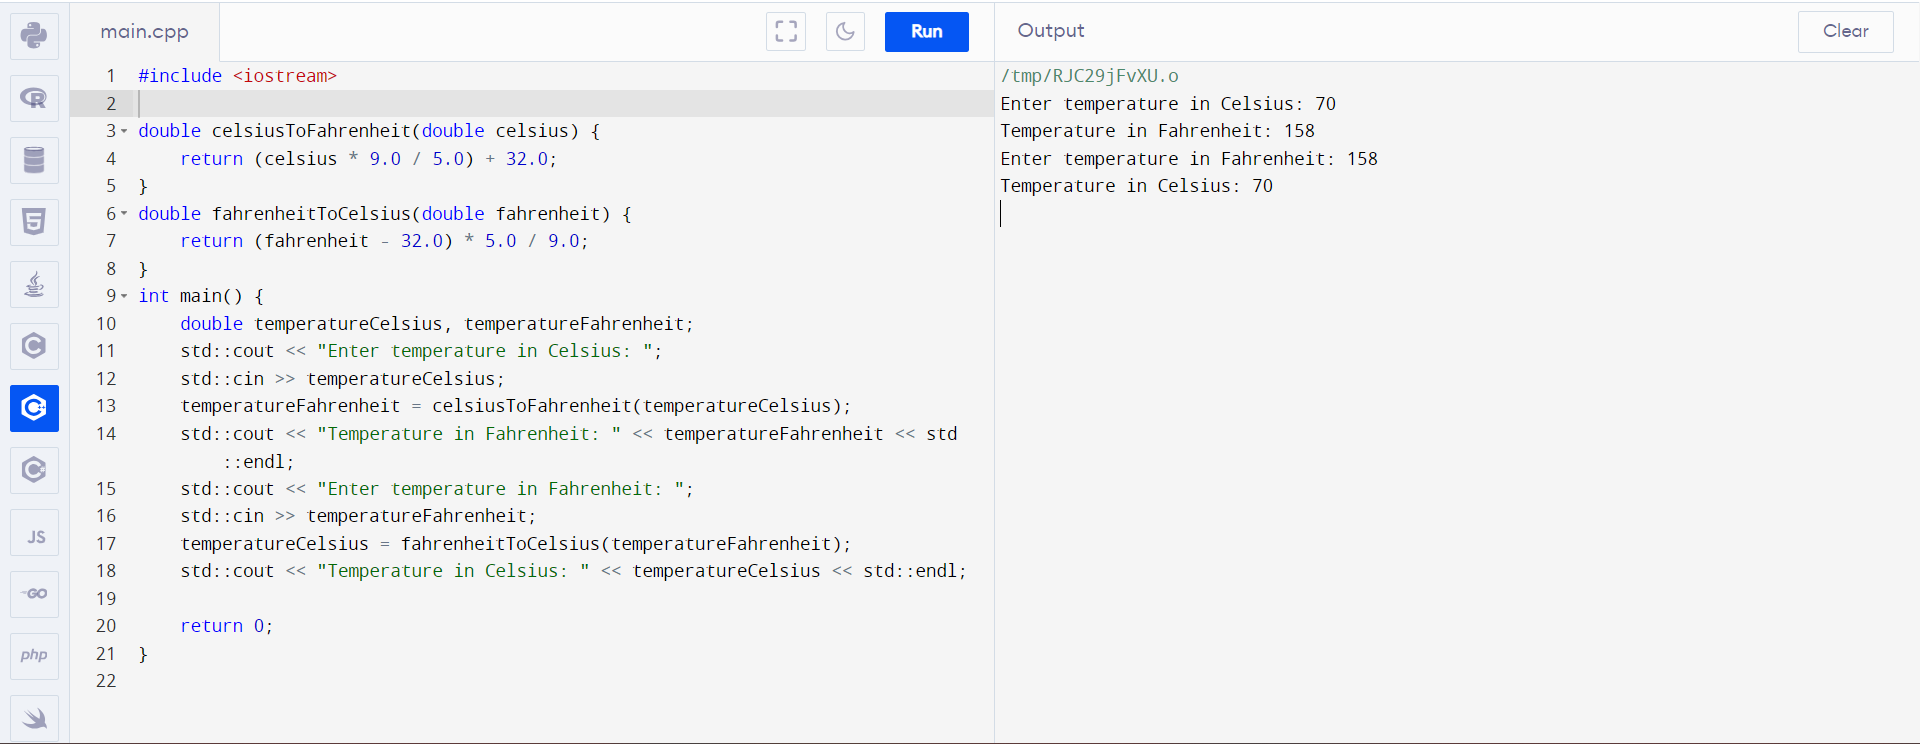 main.cpp
Run
1 #include <iostream>
2
3 double celsiusToFahrenheit(double celsius) {
4     return (celsius * 9.0 / 5.0) + 32.0;
5 }
6 double fahrenheitToCelsius(double fahrenheit) {
7     return (fahrenheit - 32.0) * 5.0 / 9.0;
8 }
9 int main() {
10     double temperatureCelsius, temperatureFahrenheit;
11     std::cout << "Enter temperature in Celsius: ";
12     std::cin >> temperatureCelsius;
13     temperatureFahrenheit = celsiusToFahrenheit(temperatureCelsius);
14     std::cout << "Temperature in Fahrenheit: " << temperatureFahrenheit << std
        ::endl;
15     std::cout << "Enter temperature in Fahrenheit: ";
16     std::cin >> temperatureFahrenheit;
17     temperatureCelsius = fahrenheitToCelsius(temperatureFahrenheit);
18     std::cout << "Temperature in Celsius: " << temperatureCelsius << std::endl;
19
20     return 0;
21 }
22
Output
Clear
/tmp/RJC29jFvXU.o
Enter temperature in Celsius: 70
Temperature in Fahrenheit: 158
Enter temperature in Fahrenheit: 158
Temperature in Celsius: 70
R
5
C
C++
C#
JS
GO
php